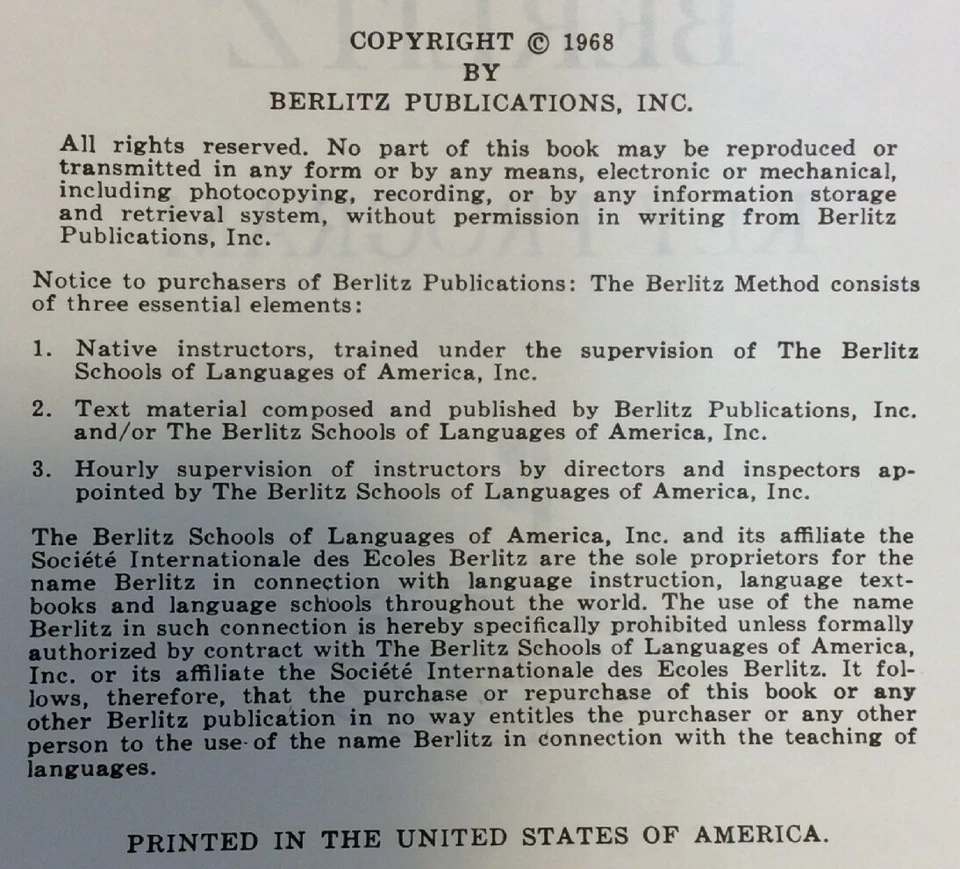 COPYRIGHT © 1968
BY
BERLITZ PUBLICATIONS, INC.
All rights reserved. No part of this book may be reproduced or
transmitted in any form or by any means, electronic or mechanical,
including photocopying, recording, or by any information storage
and retrieval system, without permission in writing from Berlitz
Publications, Inc.
Notice to purchasers of Berlitz Publications: The Berlitz Method consists
of three essential elements:
1. Native instructors, trained under the supervision of The Berlitz
Schools of Languages of America, Inc.
2. Text material composed and published by Berlitz Publications, Inc.
and/or The Berlitz Schools of Languages of America, Inc.
3. Hourly supervision of instructors by directors and inspectors ap-
pointed by The Berlitz Schools of Languages of America, Inc.
The Berlitz Schools of Languages of America, Inc. and its affiliate the
Société Internationale des Ecoles Berlitz are the sole proprietors for the
name Berlitz in connection with language instruction, language text-
books and language schools throughout the world. The use of the name
Berlitz in such connection is hereby specifically prohibited unless formally
authorized by contract with The Berlitz Schools of Languages of America,
Inc. or its affiliate the Société Internationale des Ecoles Berlitz. It fol-
lows, therefore, that the purchase or repurchase of this book or any
other Berlitz publication in no way entitles the purchaser or any other
person to the use of the name Berlitz in connection with the teaching of
languages.
PRINTED IN THE UNITED STATES OF AMERICA.